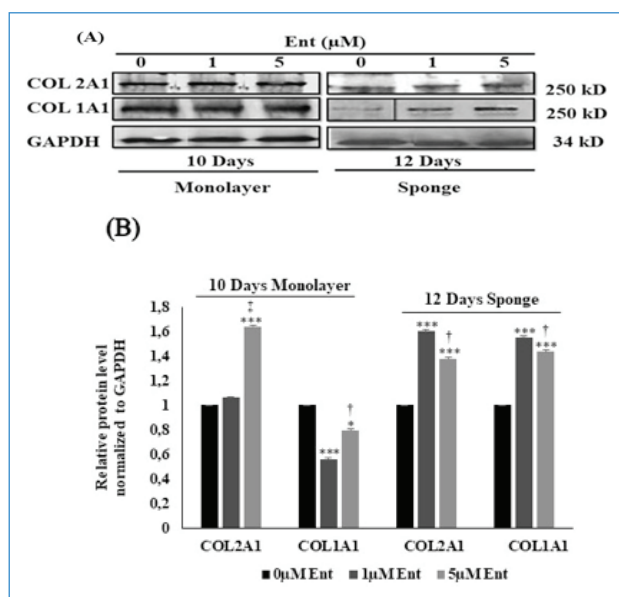 (A)
Ent (µM)
0 1 5 0 1 5
COL 2A1 250 kD
COL 1A1 250 kD
GAPDH 34 kD
10 Days 12 Days
Monolayer Sponge
(B)
10 Days Monolayer
12 Days Sponge
Relative protein level
normalized to GAPDH
1,8
1,6
1,4
1,2
1
0,8
0,6
0,4
0,2
0
‡
*
***
***
†
*
***
†
***
***
†
***
COL2A1 COL1A1 COL2A1 COL1A1
0µM Ent 1µM Ent 5µM Ent